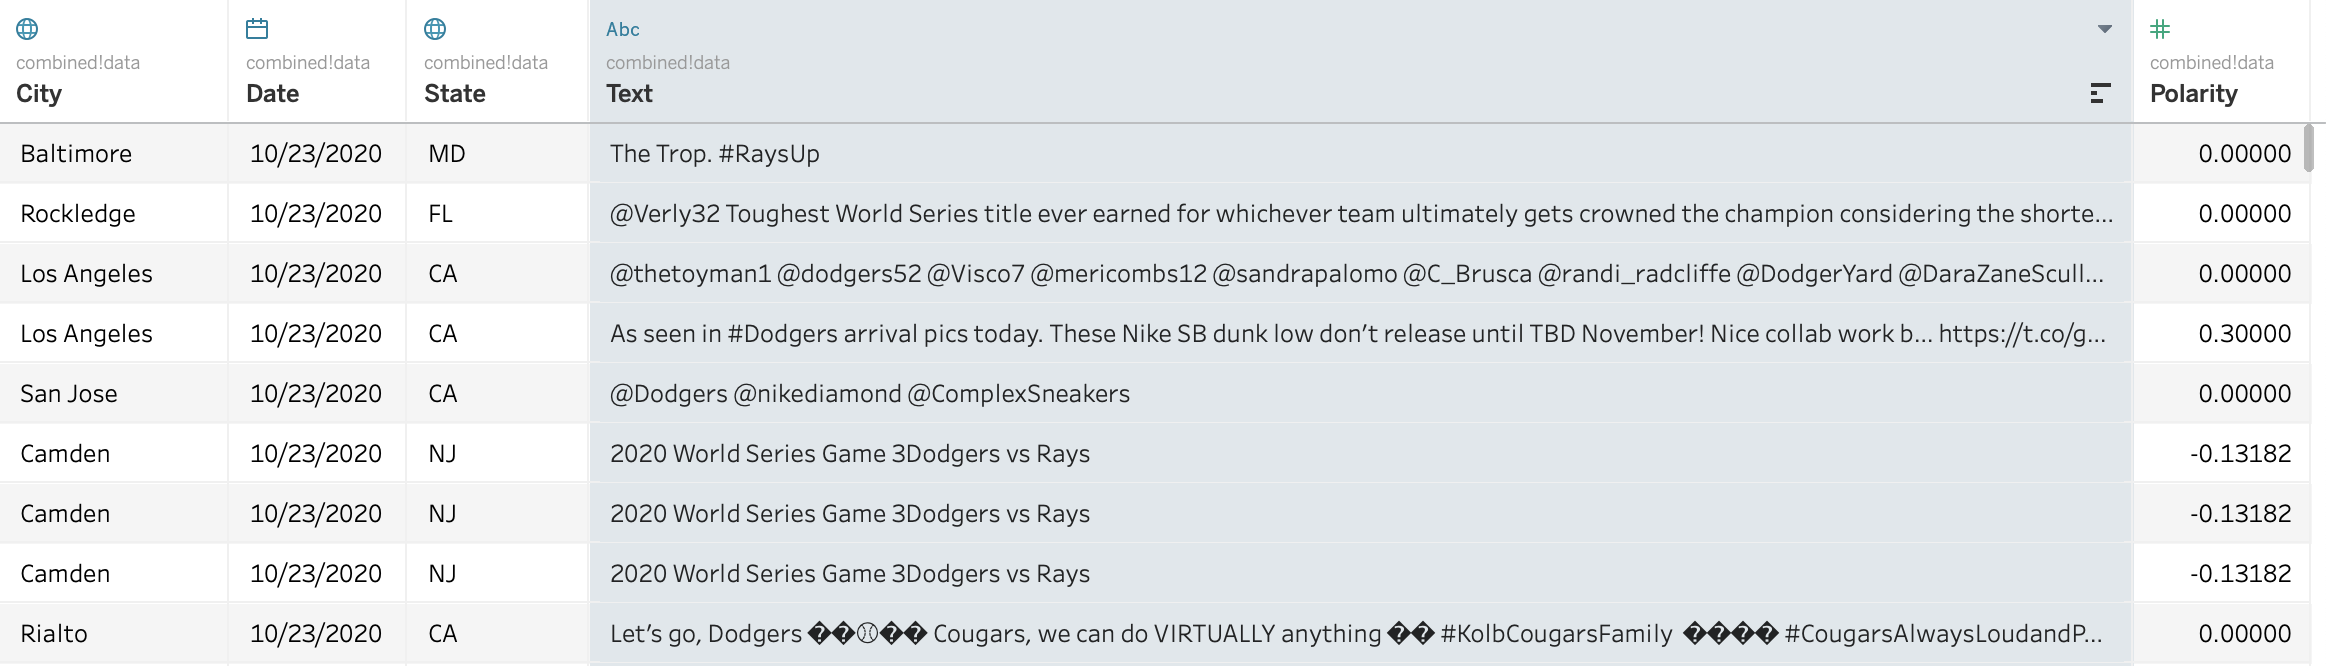 Abc
combined!data combined!data combined!data combined!data combined!data
City Date State Text Polarity
Baltimore 10/23/2020 MD The Trop. #RaysUp 0.00000
Rockledge 10/23/2020 FL @Verly32 Toughest World Series title ever earned for whichever team ultimately gets crowned the champion considering the shorte... 0.00000
Los Angeles 10/23/2020 CA @thetoyman1 @dodgers52 @Visco7 @mericombs12 @sandrapalomo @C_Brusca @randi_radcliffe @DodgerYard @DaraZaneScull... 0.00000
Los Angeles 10/23/2020 CA As seen in #Dodgers arrival pics today. These Nike SB dunk low don’t release until TBD November! Nice collab work b… https://t.co/g... 0.30000
San Jose 10/23/2020 CA @Dodgers @nikediamond @ComplexSneakers 0.00000
Camden 10/23/2020 NJ 2020 World Series Game 3Dodgers vs Rays -0.13182
Camden 10/23/2020 NJ 2020 World Series Game 3Dodgers vs Rays -0.13182
Camden 10/23/2020 NJ 2020 World Series Game 3Dodgers vs Rays -0.13182
Rialto 10/23/2020 CA Let’s go, Dodgers ��⚾�� Cougars, we can do VIRTUALLY anything �� #KolbCougarsFamily ���� #CougarsAlwaysLoudandP... 0.00000